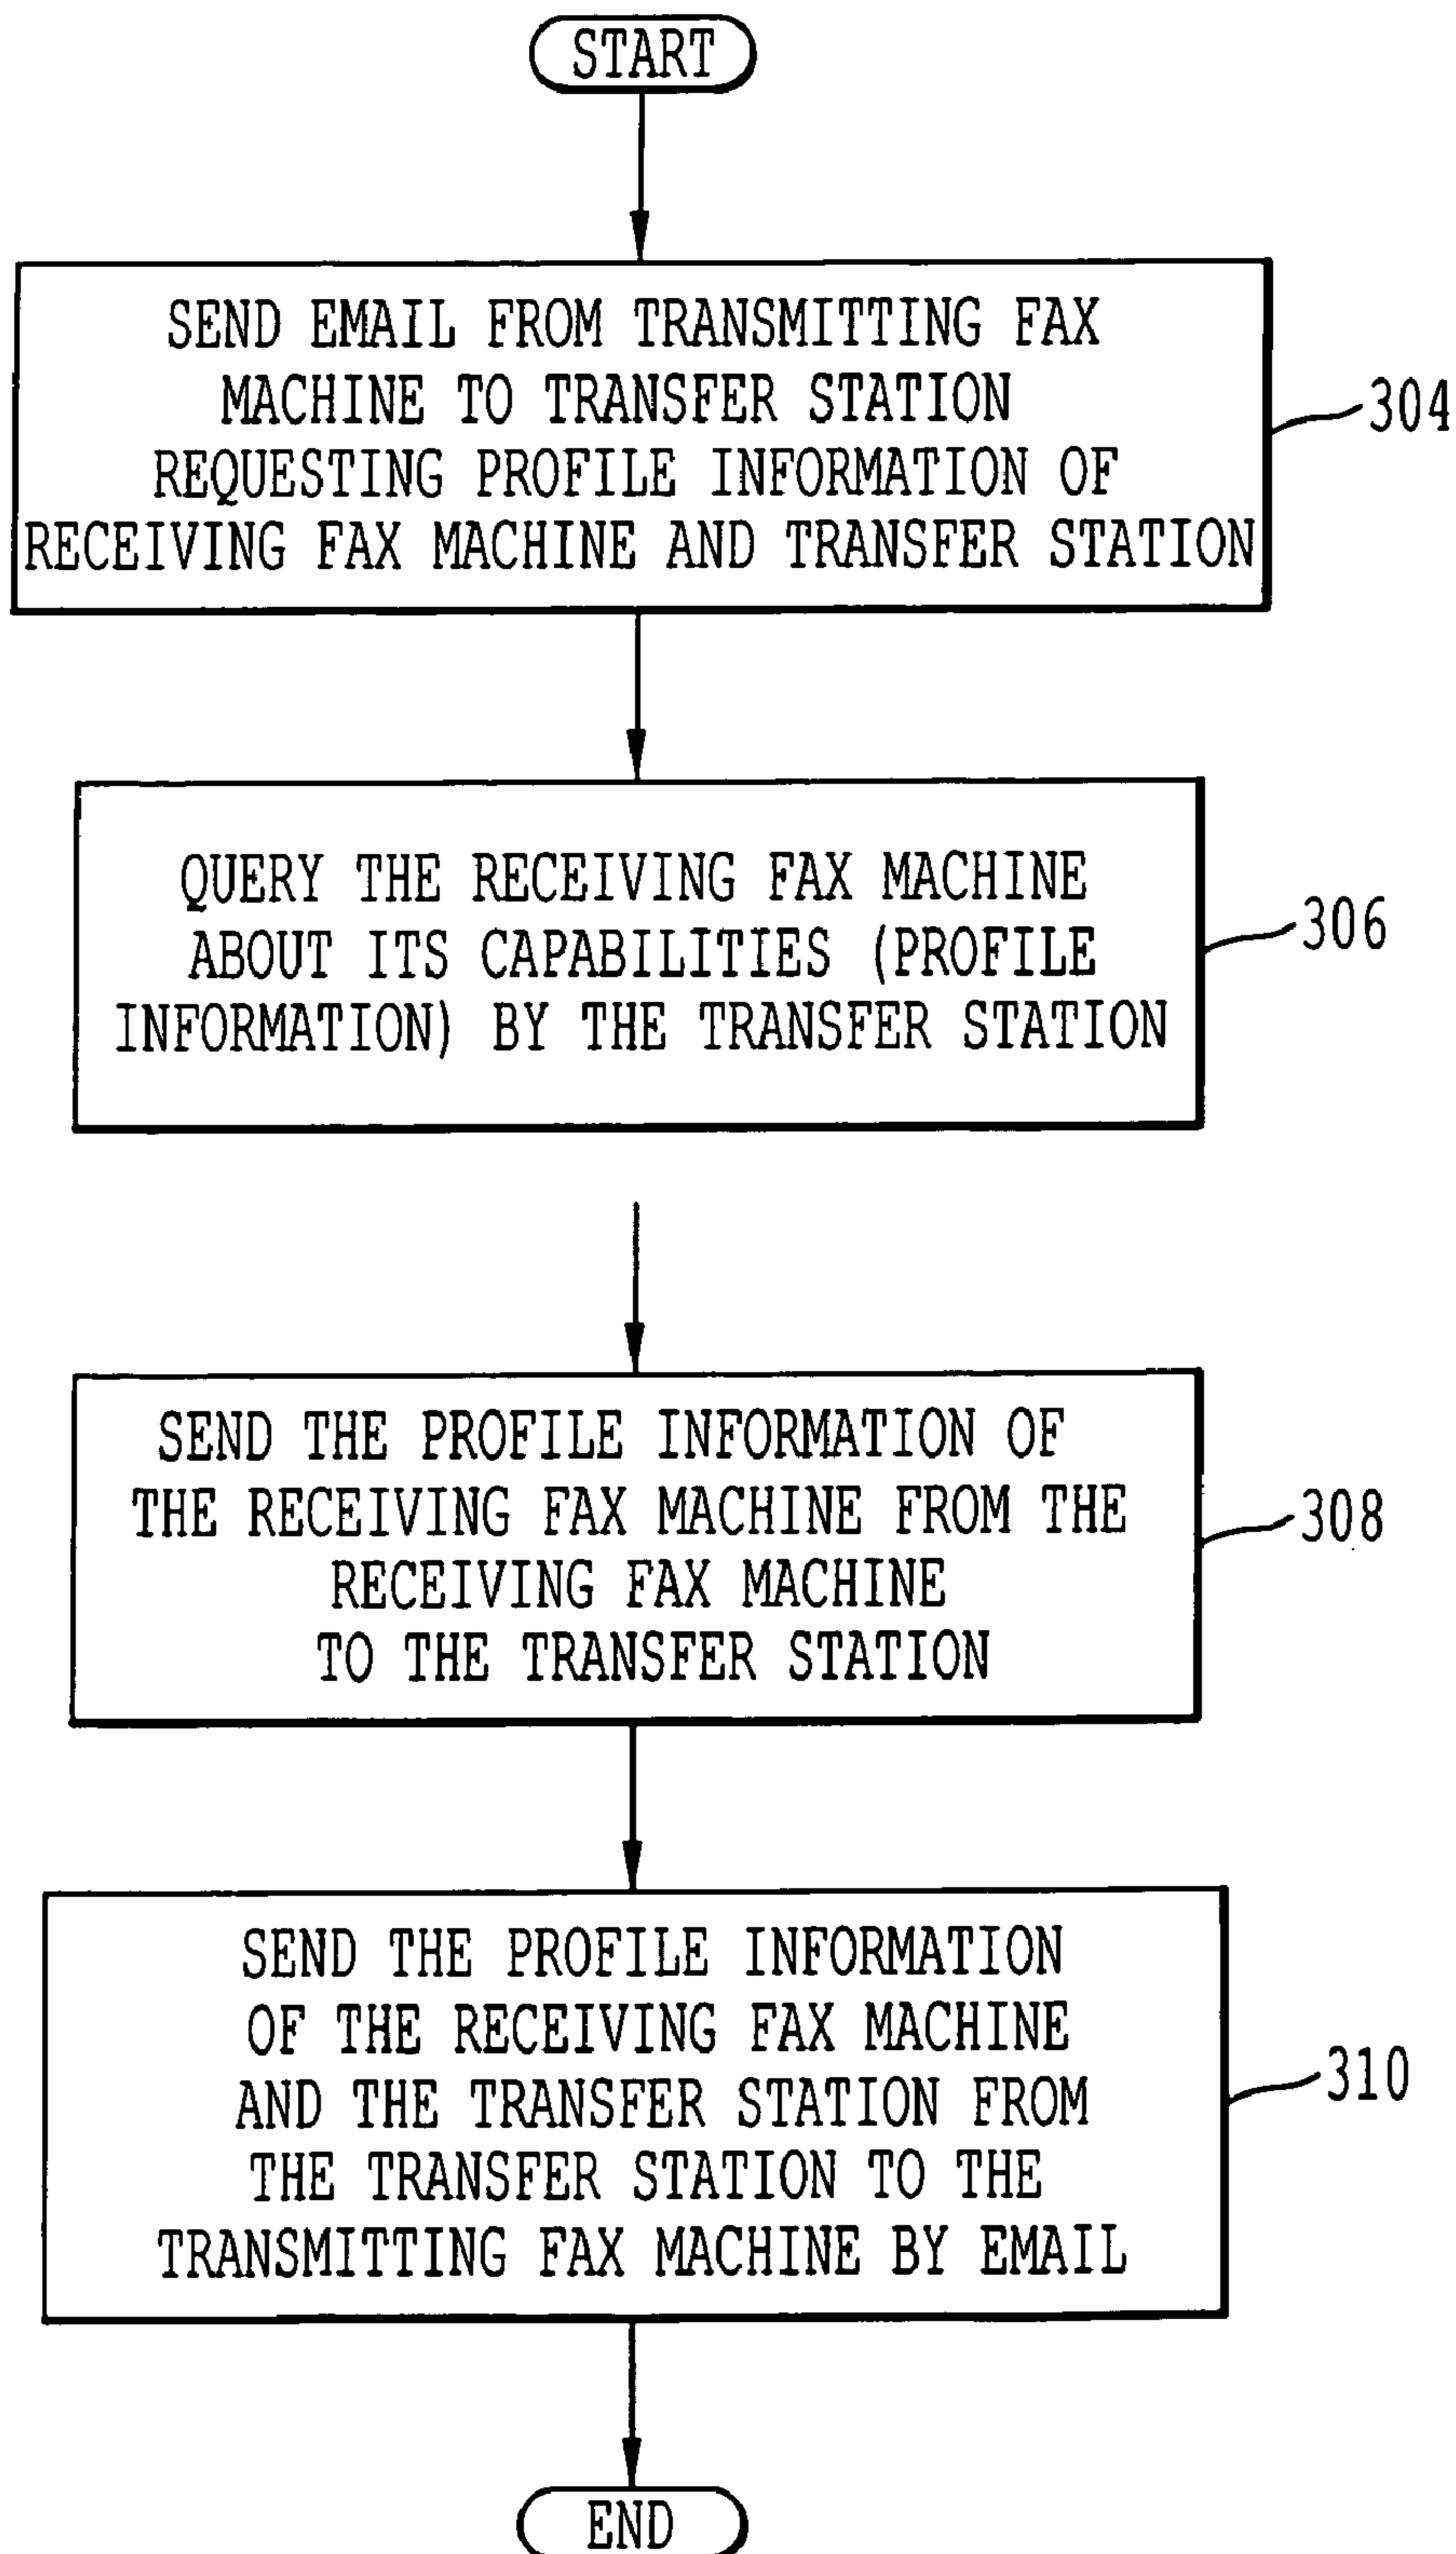 START
SEND EMAIL FROM TRANSMITTING FAX
MACHINE TO TRANSFER STATION
REQUESTING PROFILE INFORMATION OF
RECEIVING FAX MACHINE AND TRANSFER STATION
304
QUERY THE RECEIVING FAX MACHINE
ABOUT ITS CAPABILITIES (PROFILE
INFORMATION) BY THE TRANSFER STATION
306
SEND THE PROFILE INFORMATION OF
THE RECEIVING FAX MACHINE FROM THE
RECEIVING FAX MACHINE
TO THE TRANSFER STATION
308
SEND THE PROFILE INFORMATION
OF THE RECEIVING FAX MACHINE
AND THE TRANSFER STATION FROM
THE TRANSFER STATION TO THE
TRANSMITTING FAX MACHINE BY EMAIL
310
END